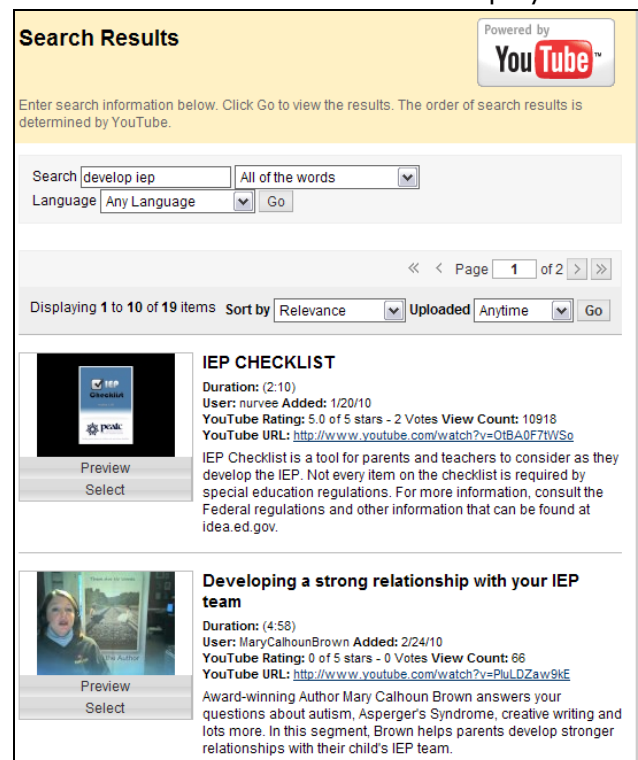 Search Results
Powered by
YouTube™
Enter search information below. Click Go to view the results. The order of search results is
determined by YouTube.
Search develop iep All of the words
Language Any Language Go
« < Page 1 of 2 > »
Displaying 1 to 10 of 19 items Sort by Relevance Uploaded Anytime Go
IEP
Checklist
peak
Preview
Select
IEP CHECKLIST
Duration: (2:10)
User: nurvee Added: 1/20/10
YouTube Rating: 5.0 of 5 stars - 2 Votes View Count: 10918
YouTube URL: http://www.youtube.com/watch?v=OtBA0F7tWSo
IEP Checklist is a tool for parents and teachers to consider as they
develop the IEP. Not every item on the checklist is required by
special education regulations. For more information, consult the
Federal regulations and other information that can be found at
idea.ed.gov.
the Author
Preview
Select
Developing a strong relationship with your IEP
team
Duration: (4:58)
User: MaryCalhounBrown Added: 2/24/10
YouTube Rating: 0 of 5 stars - 0 Votes View Count: 66
YouTube URL: http://www.youtube.com/watch?v=PluLDZaw9kE
Award-winning Author Mary Calhoun Brown answers your
questions about autism, Asperger's Syndrome, creative writing and
lots more. In this segment, Brown helps parents develop stronger
relationships with their child's IEP team.